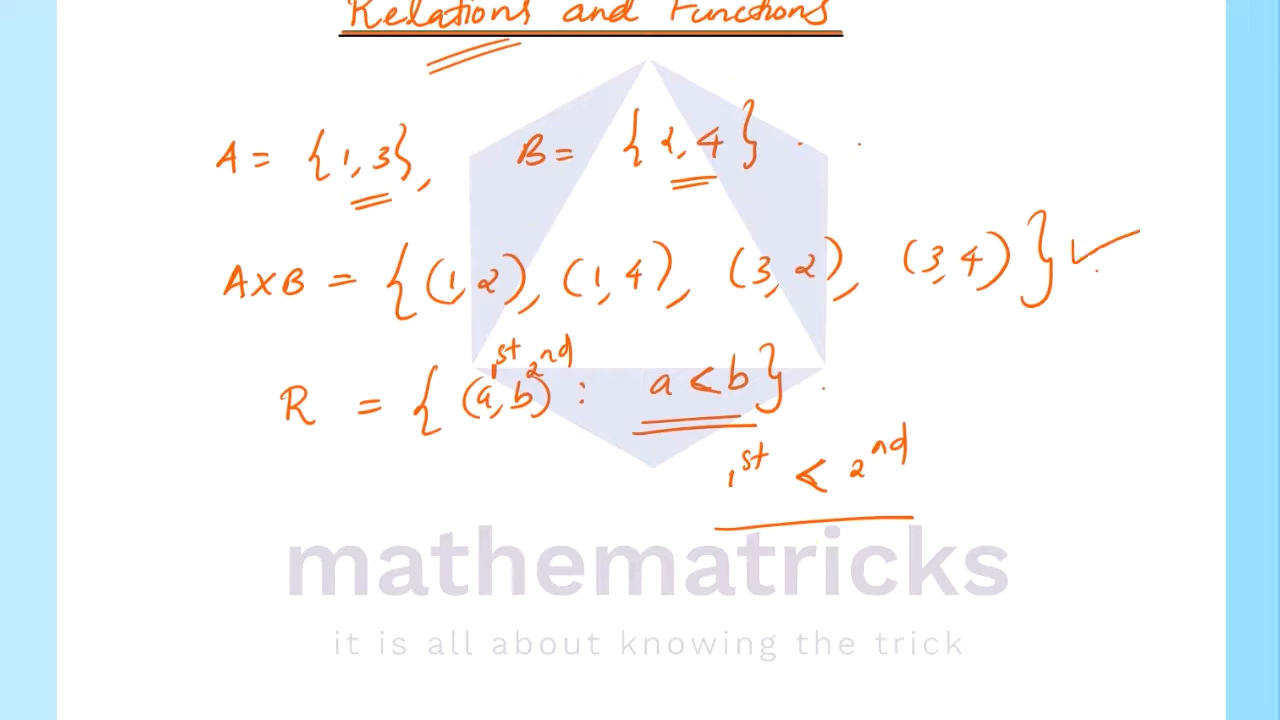 Relations and Functions
A = {1, 3}, B = {2, 4}
A×B = {(1, 2), (1, 4), (3, 2), (3, 4)} ✓
1st 2nd
R = {(a, b) : a < b}
1st < 2nd
mathematricks
it is all about knowing the trick